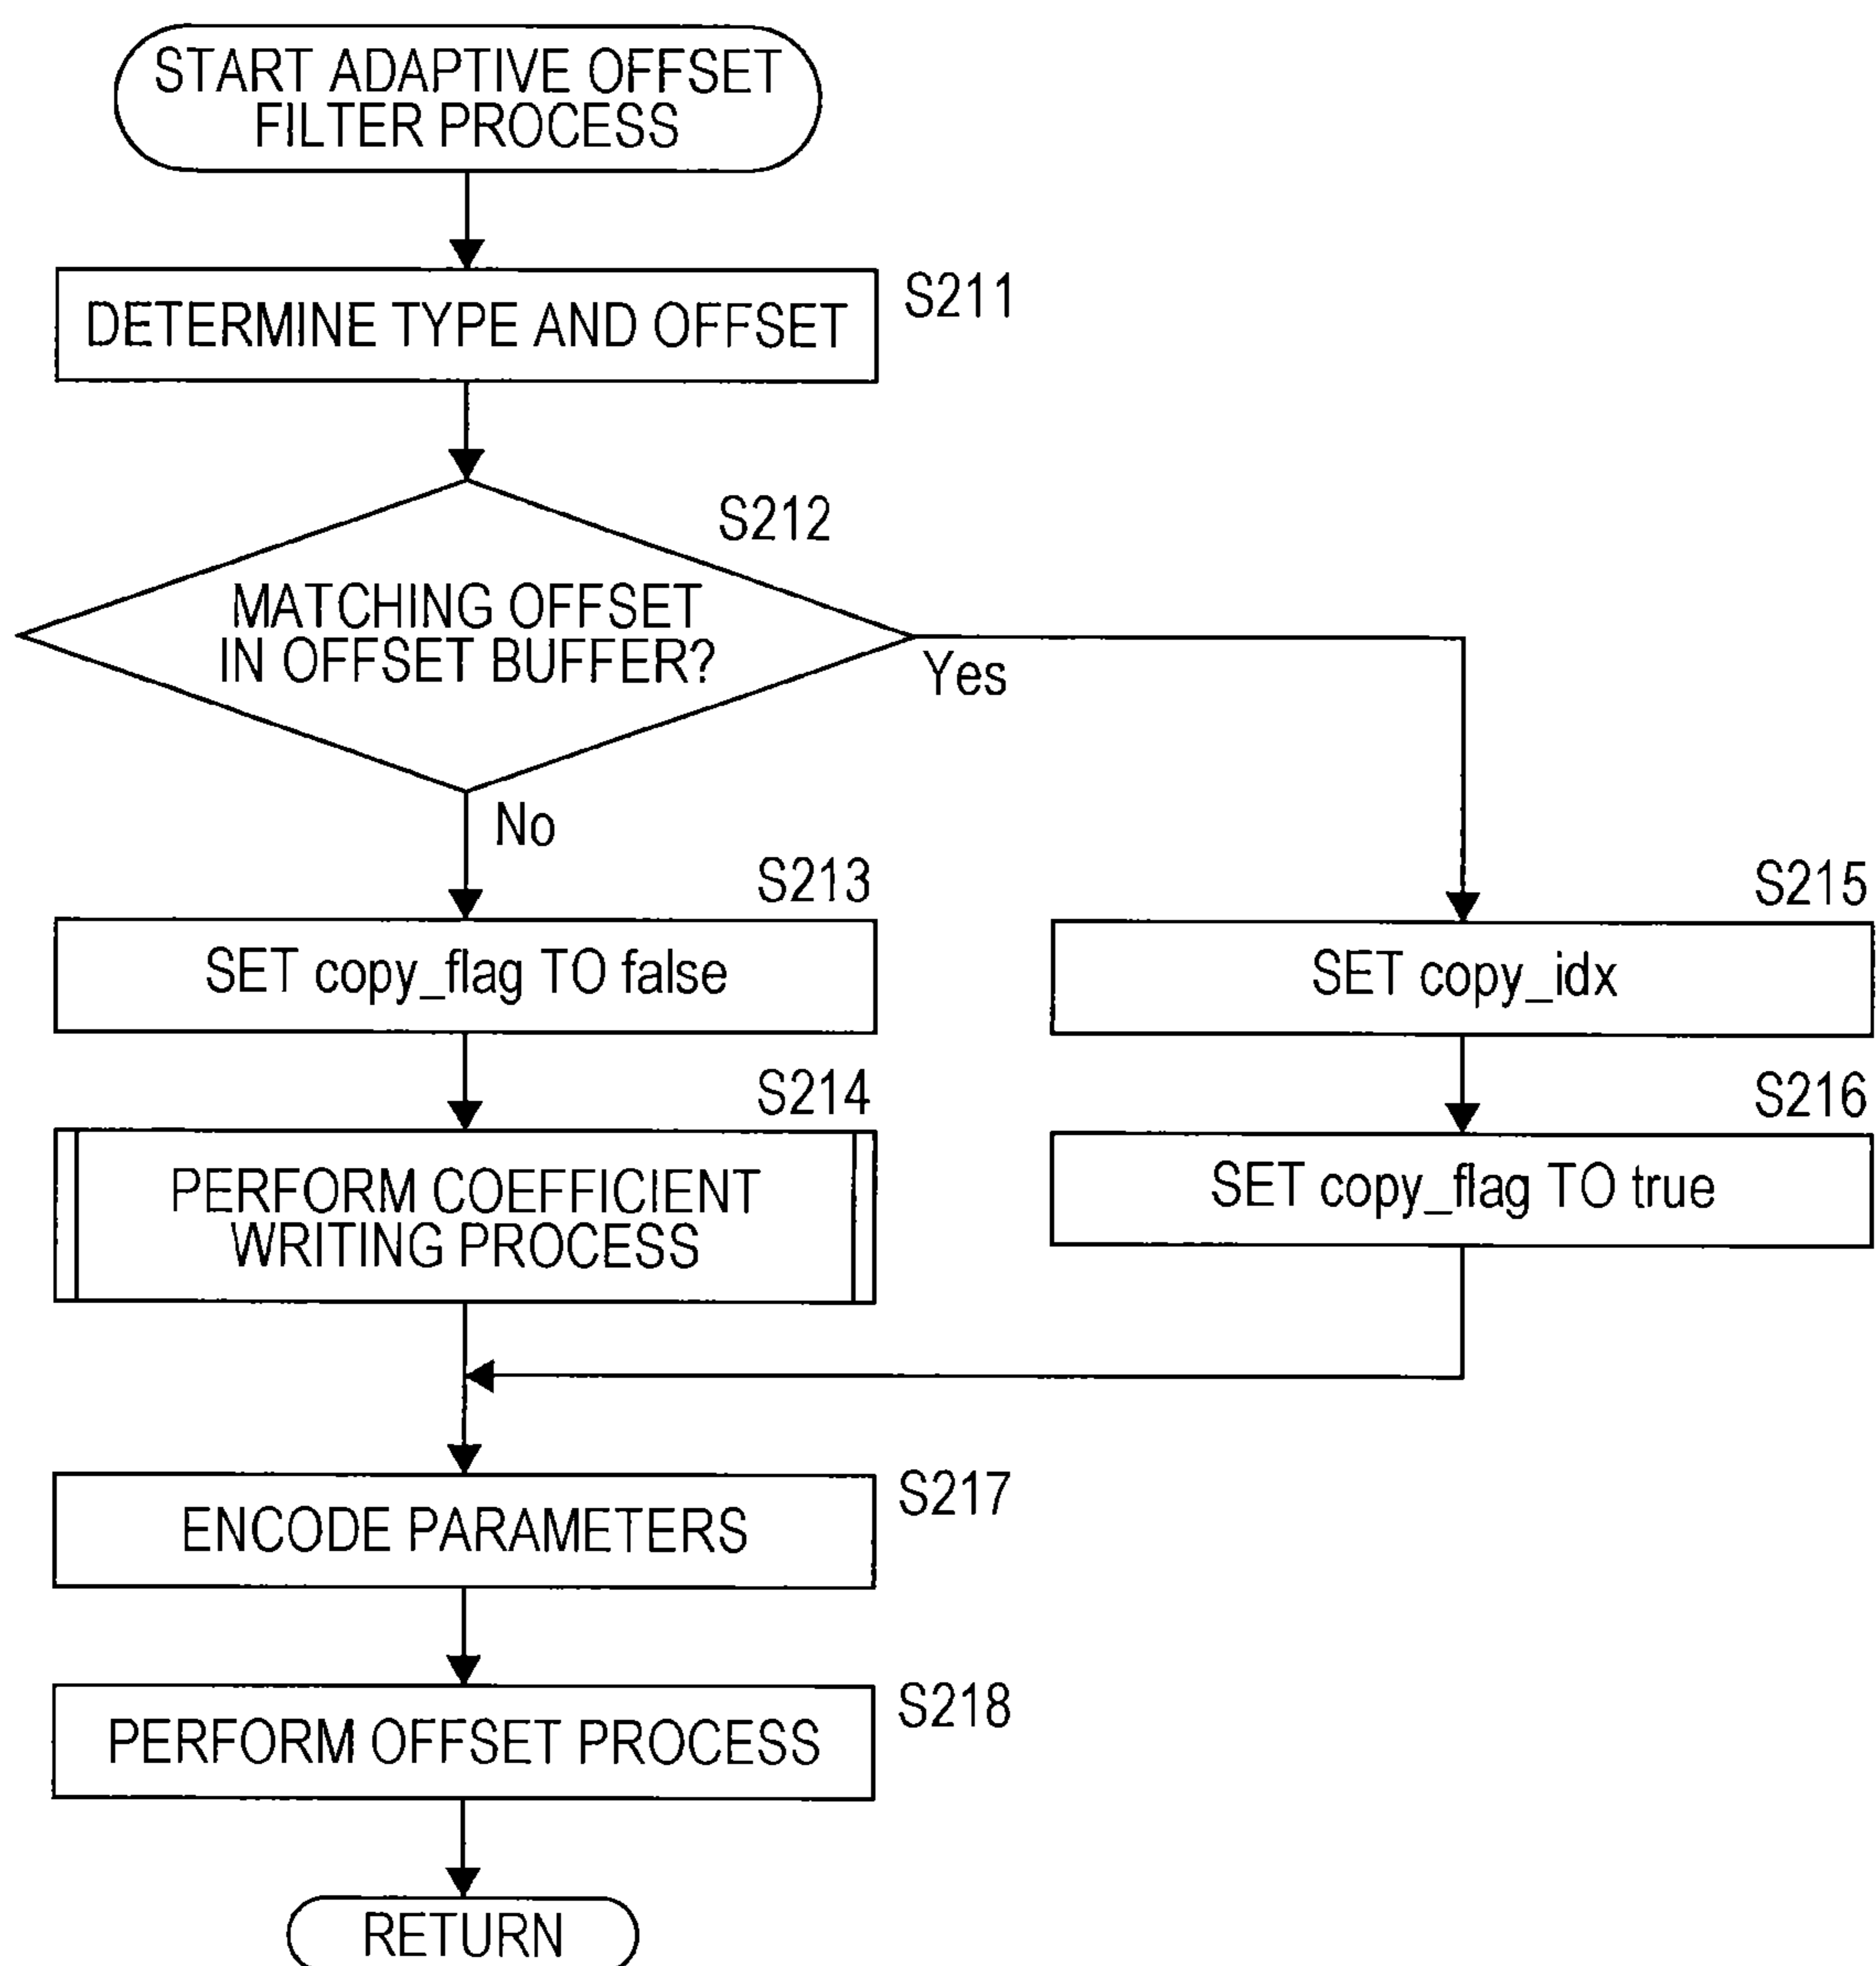 START ADAPTIVE OFFSET
FILTER PROCESS
S211
DETERMINE TYPE AND OFFSET
S212
MATCHING OFFSET
IN OFFSET BUFFER?
Yes
No
S213
SET copy_flag TO false
S214
PERFORM COEFFICIENT
WRITING PROCESS
S215
SET copy_idx
S216
SET copy_flag TO true
S217
ENCODE PARAMETERS
S218
PERFORM OFFSET PROCESS
RETURN